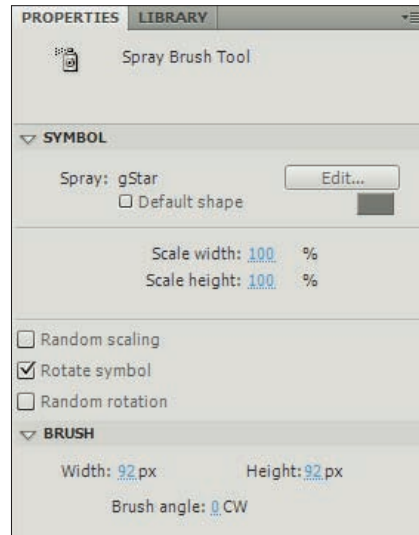 PROPERTIES LIBRARY
Spray Brush Tool
SYMBOL
Spray: gStar Edit...
Default shape
Scale width: 100 %
Scale height: 100 %
Random scaling
Rotate symbol
Random rotation
BRUSH
Width: 92 px Height: 92 px
Brush angle: 0 CW